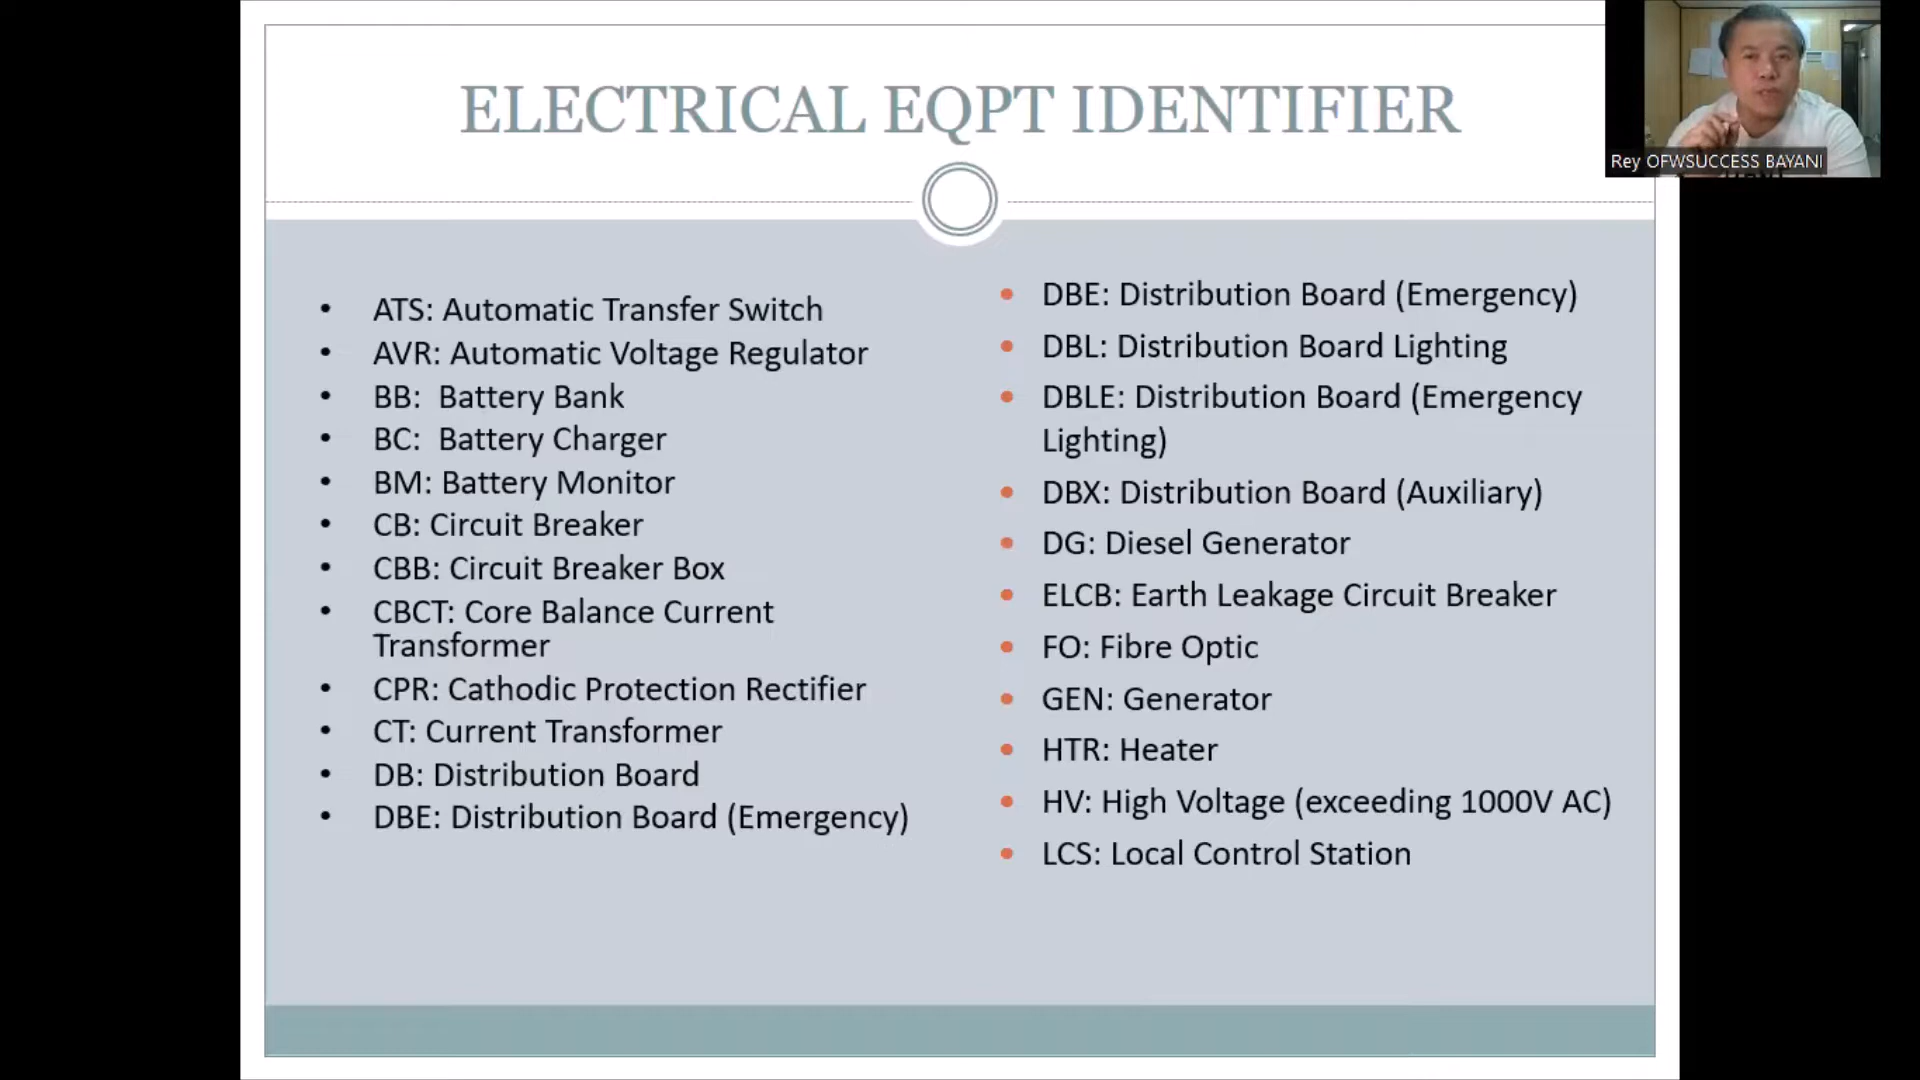 ELECTRICAL EQPT IDENTIFIER
Rey OFWSUCCESS BAYANI
• ATS: Automatic Transfer Switch
• AVR: Automatic Voltage Regulator
• BB:  Battery Bank
• BC:  Battery Charger
• BM: Battery Monitor
• CB: Circuit Breaker
• CBB: Circuit Breaker Box
• CBCT: Core Balance Current
Transformer
• CPR: Cathodic Protection Rectifier
• CT: Current Transformer
• DB: Distribution Board
• DBE: Distribution Board (Emergency)
• DBE: Distribution Board (Emergency)
• DBL: Distribution Board Lighting
• DBLE: Distribution Board (Emergency
Lighting)
• DBX: Distribution Board (Auxiliary)
• DG: Diesel Generator
• ELCB: Earth Leakage Circuit Breaker
• FO: Fibre Optic
• GEN: Generator
• HTR: Heater
• HV: High Voltage (exceeding 1000V AC)
• LCS: Local Control Station